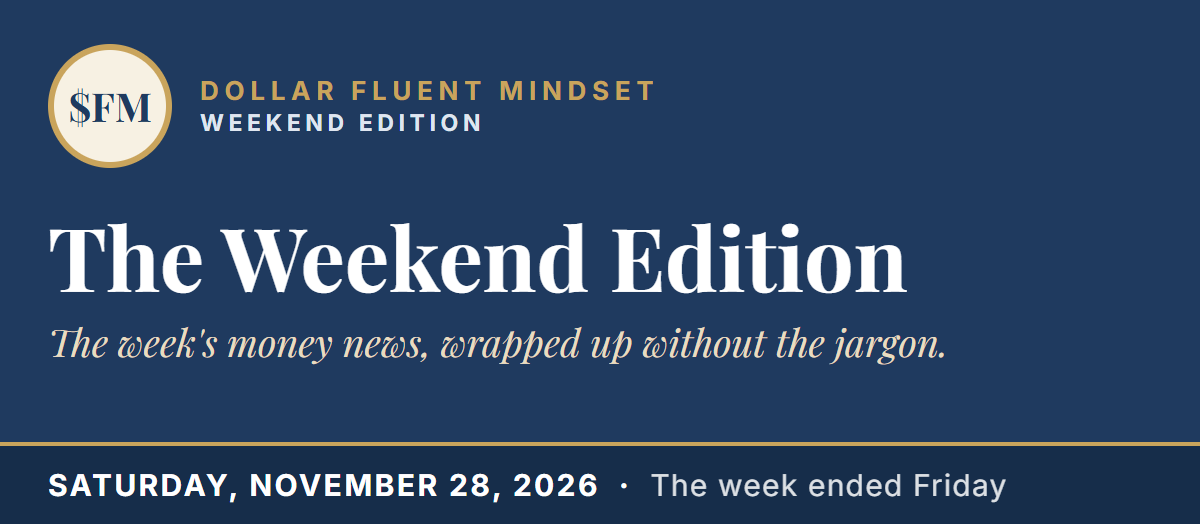 $FM
DOLLAR FLUENT MINDSET
WEEKEND EDITION
The Weekend Edition
The week's money news, wrapped up without the jargon.
SATURDAY, NOVEMBER 28, 2026 · The week ended Friday